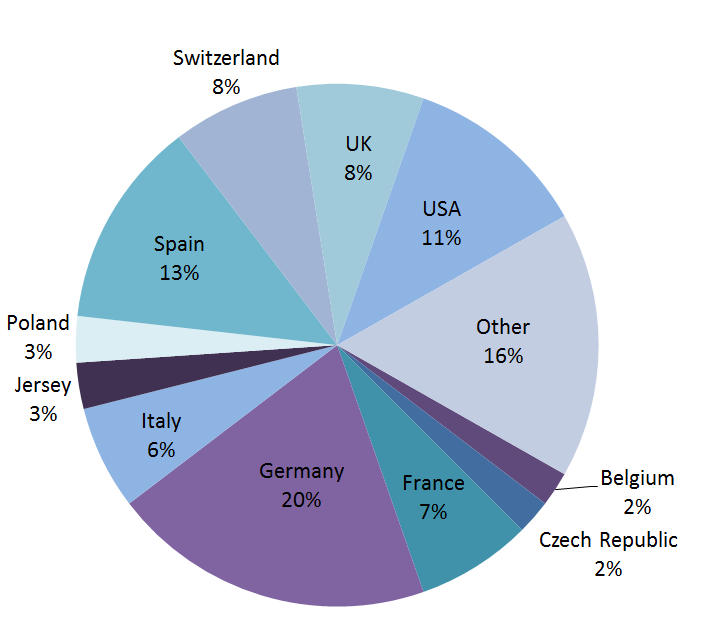 Switzerland
8%
UK
8%
USA
11%
Spain
13%
Other
16%
Poland
3%
Jersey
3%
Italy
6%
Germany
20%
France
7%
Belgium
2%
Czech Republic
2%